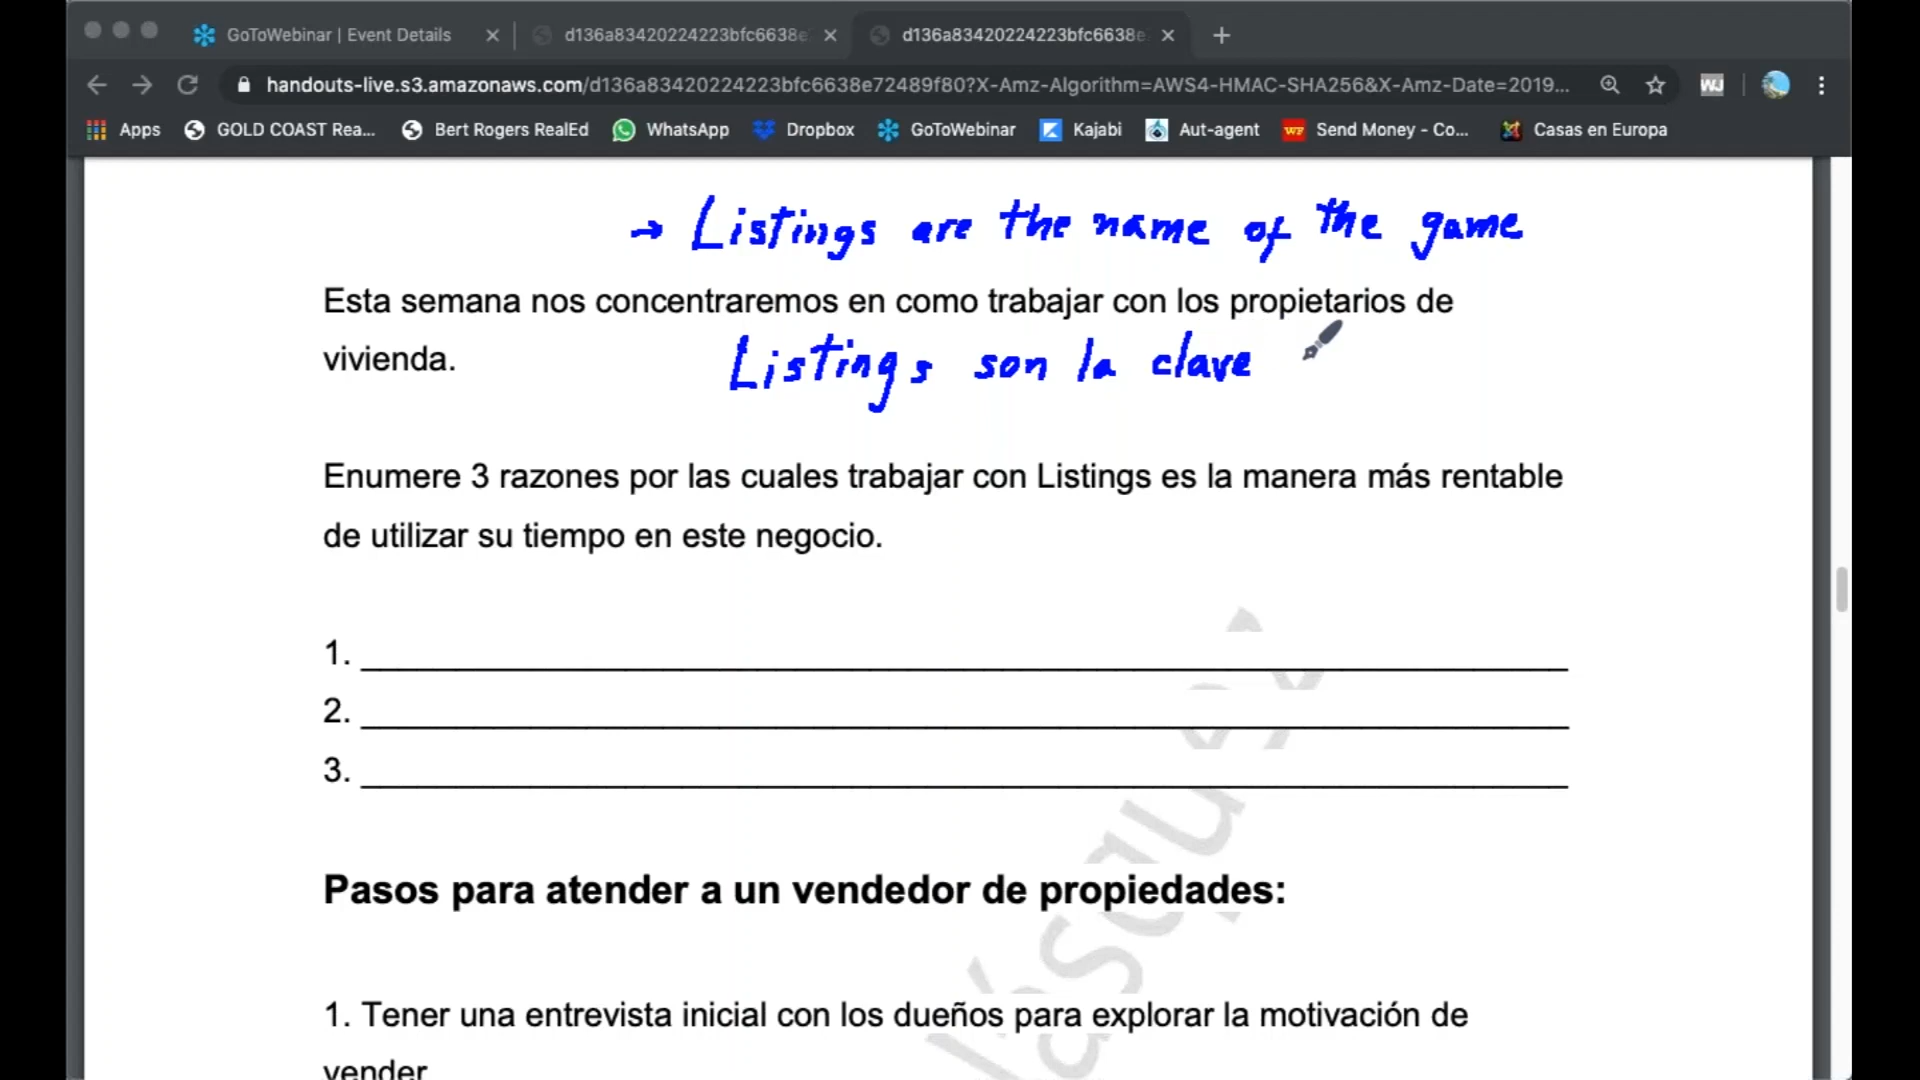 GoToWebinar | Event Details
d136a83420224223bfc6638e
d136a83420224223bfc6638e
handouts-live.s3.amazonaws.com/d136a83420224223bfc6638e72489f80?X-Amz-Algorithm=AWS4-HMAC-SHA256&X-Amz-Date=2019...
Apps GOLD COAST Rea... Bert Rogers RealEd WhatsApp Dropbox GoToWebinar Kajabi Aut-agent Send Money - Co... Casas en Europa
→ Listings are the name of the game
Esta semana nos concentraremos en como trabajar con los propietarios de
vivienda.
Listings son la clave
Enumere 3 razones por las cuales trabajar con Listings es la manera más rentable
de utilizar su tiempo en este negocio.
1.
2.
3.
Pasos para atender a un vendedor de propiedades:
1. Tener una entrevista inicial con los dueños para explorar la motivación de
vender